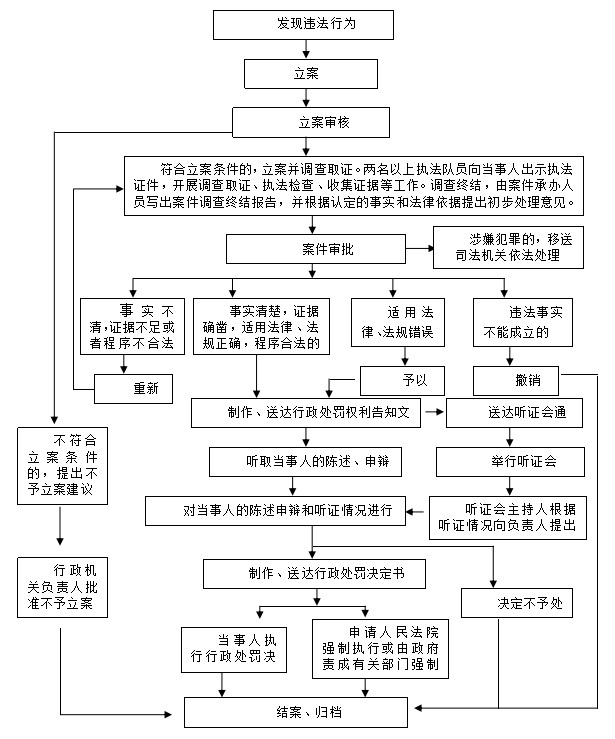 发现违法行为
立案
立案审核
符合立案条件的，立案并调查取证。两名以上执法队员向当事人出示执法
证件，开展调查取证、执法检查、收集证据等工作。调查终结，由案件承办人
员写出案件调查终结报告，并根据认定的事实和法律依据提出初步处理意见。
案件审批
涉嫌犯罪的，移送
司法机关依法处理
事实不
清，证据不足或
者程序不合法
事实清楚，证据
确凿，适用法律、法
规正确，程序合法的
适用法
律、法规错误
违法事实
不能成立的
重新
予以
撤销
制作、送达行政处罚权利告知文
送达听证会通
不符合
立案条件
的，提出不
予立案建议
听取当事人的陈述、申辩
举行听证会
对当事人的陈述申辩和听证情况进行
听证会主持人根据
听证情况向负责人提出
行政机
关负责人批
准不予立案
制作、送达行政处罚决定书
决定不予处
当事人执
行行政处罚决
申请人民法院
强制执行或由政府
责成有关部门强制
结案、归档